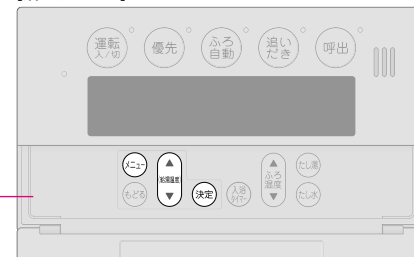 運転
入/切
優先
ふろ
自動
追い
だき
呼出
メニュー
もどる
給湯温度
決定
入浴
タイマー
ふろ
温度
たし湯
たし水